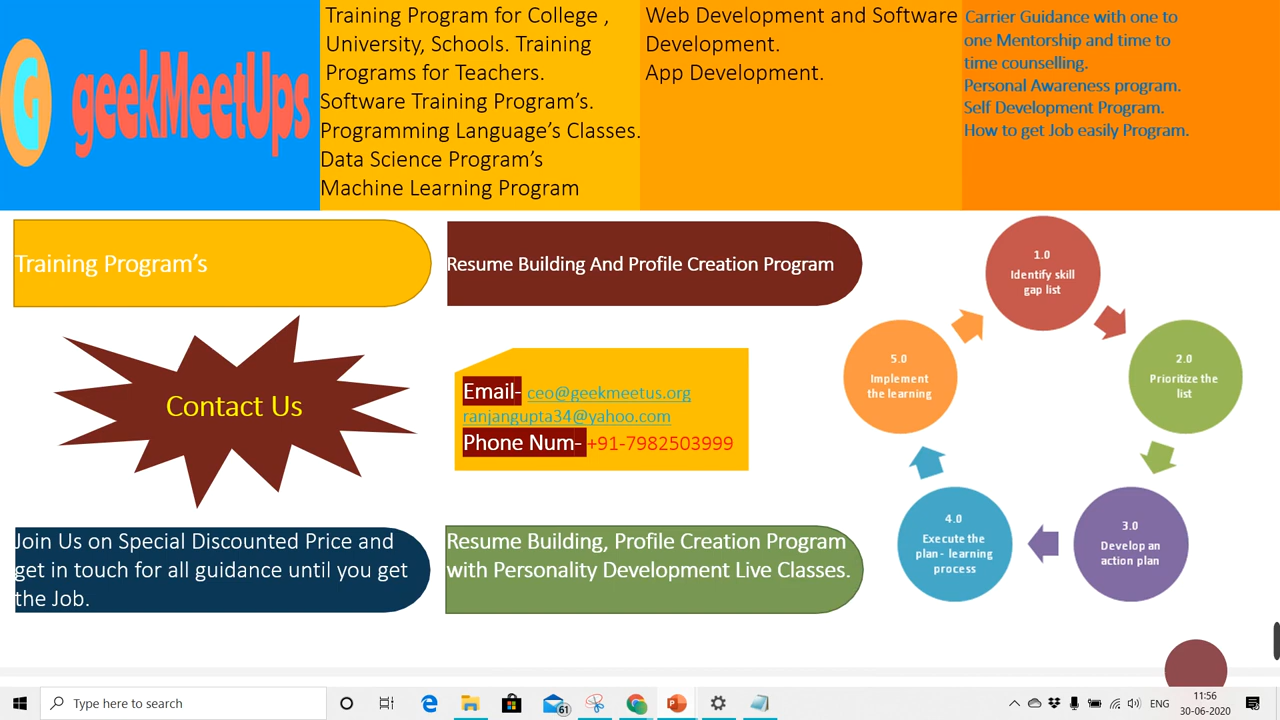 G geekMeetUps
Training Program for College ,
University, Schools. Training
Programs for Teachers.
Software Training Program’s.
Programming Language’s Classes.
Data Science Program’s
Machine Learning Program
Web Development and Software
Development.
App Development.
Carrier Guidance with one to
one Mentorship and time to
time counselling.
Personal Awareness program.
Self Development Program.
How to get Job easily Program.
Training Program’s
Resume Building And Profile Creation Program
Contact Us
Email- ceo@geekmeetus.org
ranjangupta34@yahoo.com
Phone Num- +91-7982503999
Join Us on Special Discounted Price and
get in touch for all guidance until you get
the Job.
Resume Building, Profile Creation Program
with Personality Development Live Classes.
1.0
Identify skill
gap list
2.0
Prioritize the
list
3.0
Develop an
action plan
4.0
Execute the
plan- learning
process
5.0
Implement
the learning
Type here to search
61
ENG
11:56
30-06-2020